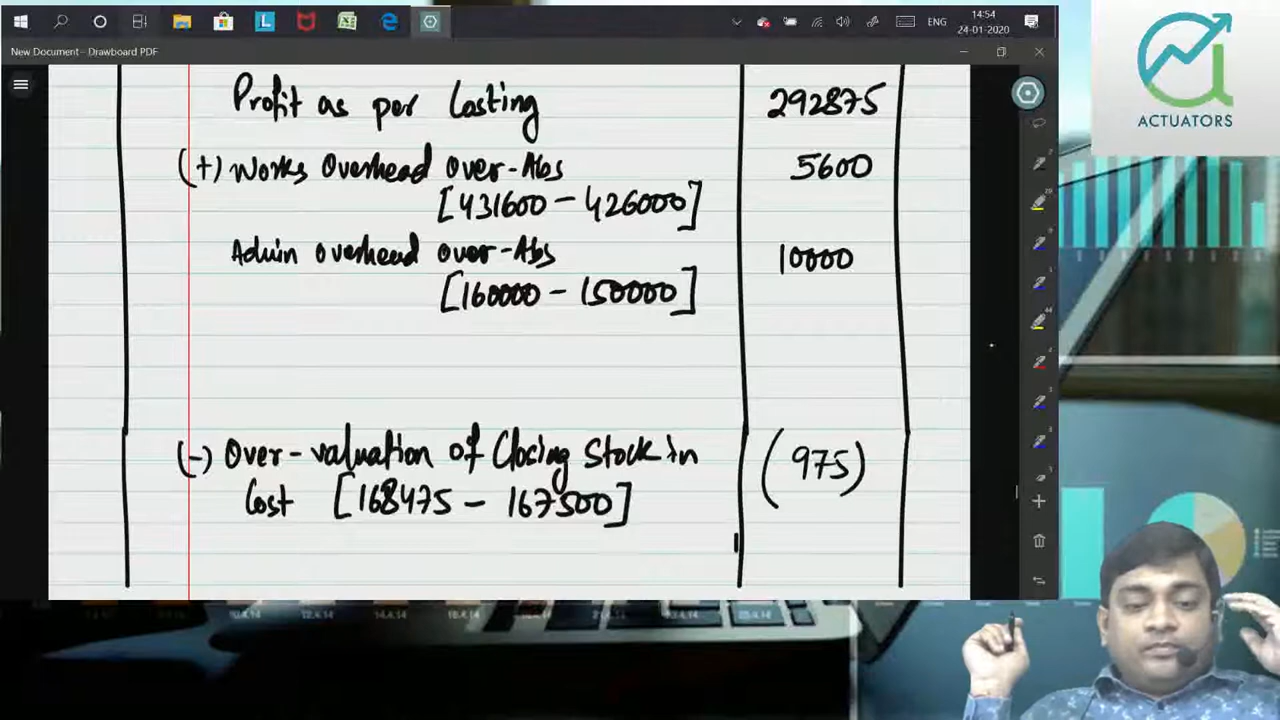 14:54
ENG
24-01-2020
New Document - Drawboard PDF
ACTUATORS
Profit as per Costing 292875
(+) Works Overhead Over-Abs 5600
[431600 - 426000]
Admin overhead over-Abs 10000
[160000 - 150000]
(-) Over-valuation of Closing Stock in (975)
Cost [168475 - 167500]